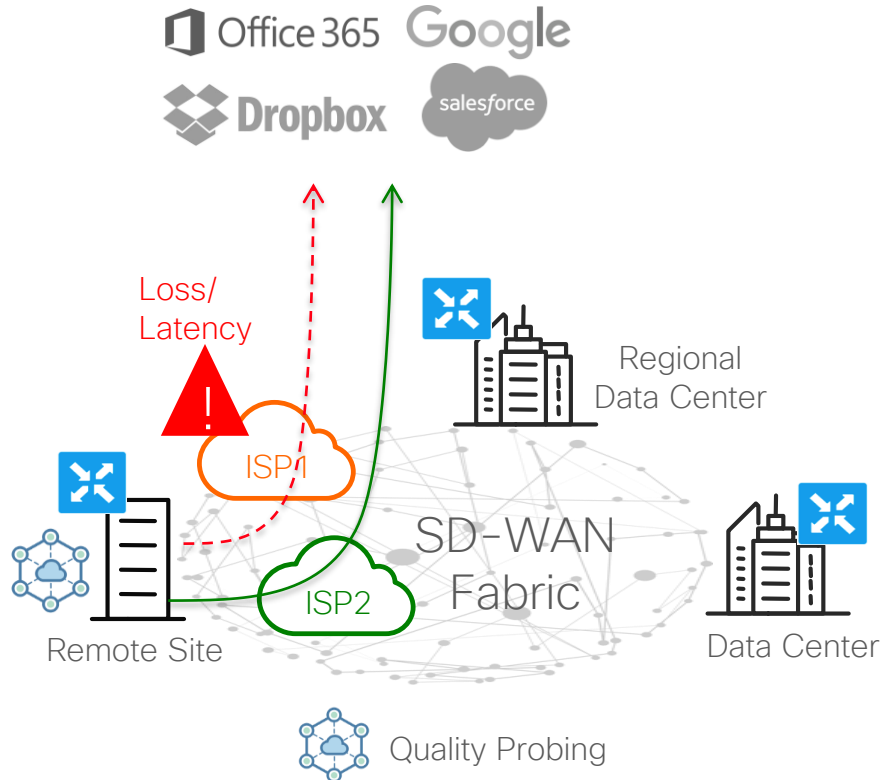 Office 365 Google
Dropbox salesforce
Loss/
Latency
!
Regional
Data Center
ISP1
SD-WAN
Fabric
ISP2
Remote Site
Data Center
Quality Probing